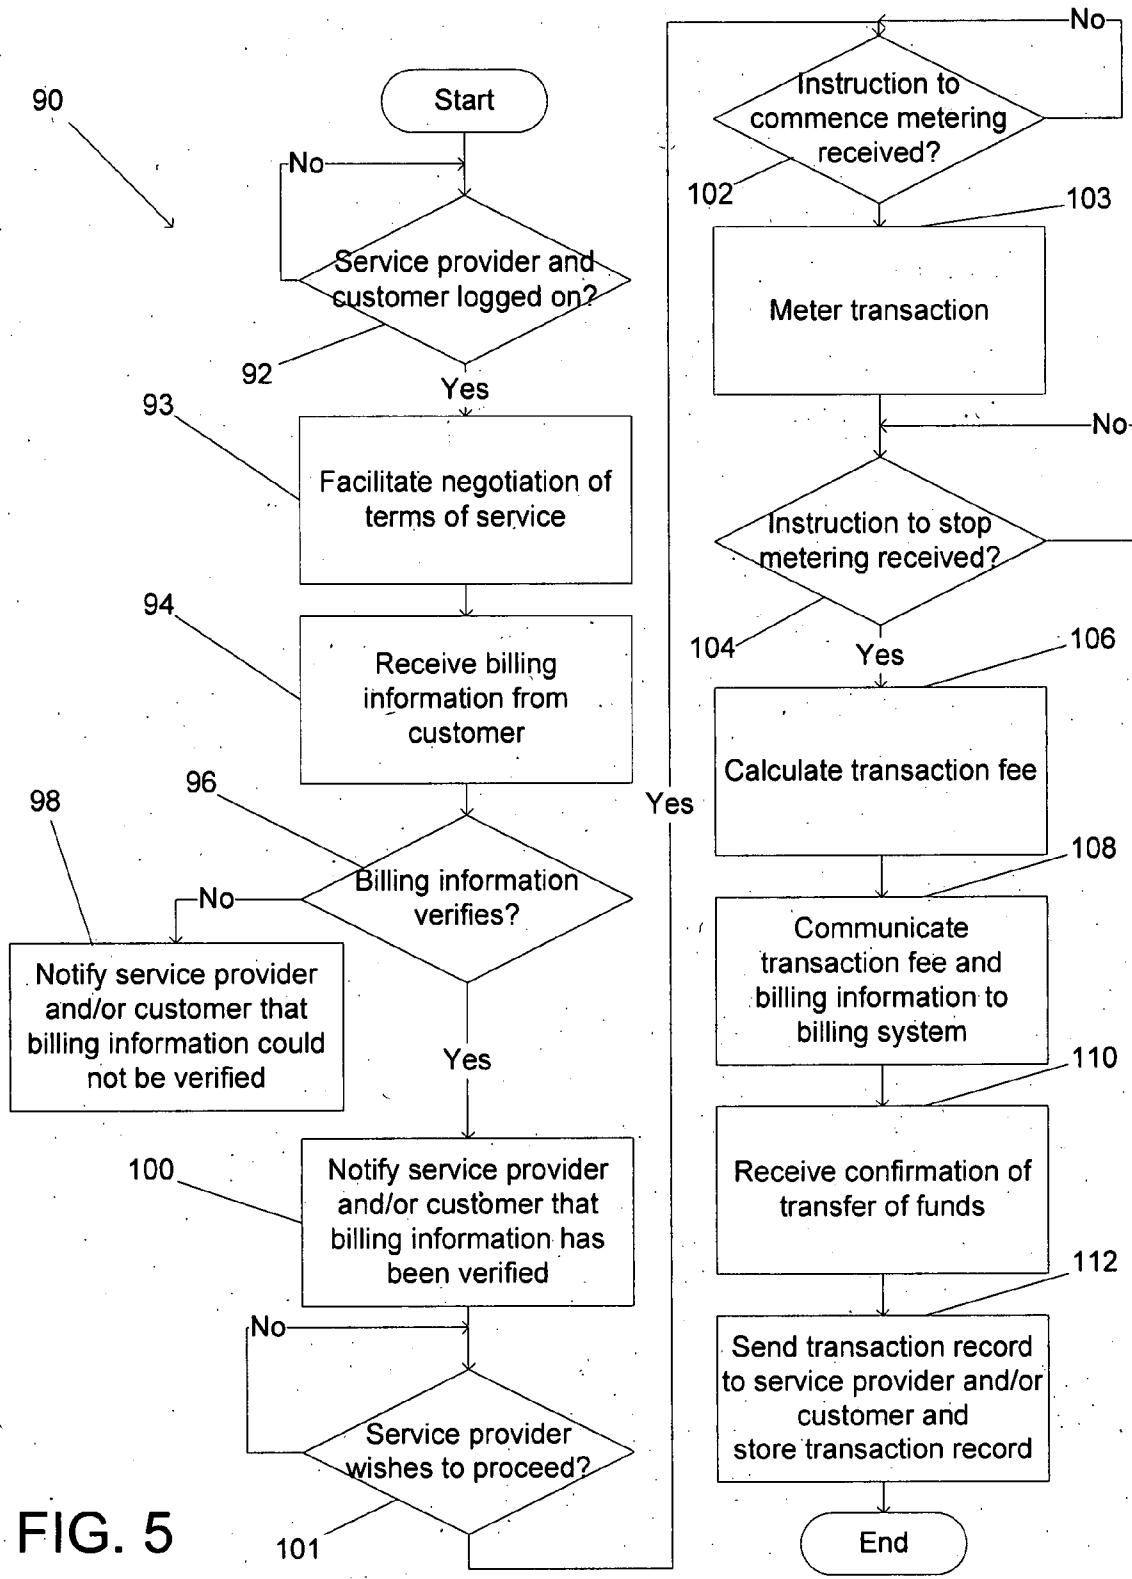 90
Start
No
Service provider and
customer logged on?
92
Yes
93
Facilitate negotiation of
terms of service
94
Receive billing
information from
customer
96
98
Billing information
verifies?
No
Notify service provider
and/or customer that
billing information could
not be verified
Yes
100
Notify service provider
and/or customer that
billing information has
been verified
No
Service provider
wishes to proceed?
101
Yes
No
Instruction to
commence metering
received?
102
103
Meter transaction
No
Instruction to stop
metering received?
104
Yes
106
Calculate transaction fee
108
Communicate
transaction fee and
billing information to
billing system
110
Receive confirmation of
transfer of funds
112
Send transaction record
to service provider and/or
customer and
store transaction record
End
FIG. 5